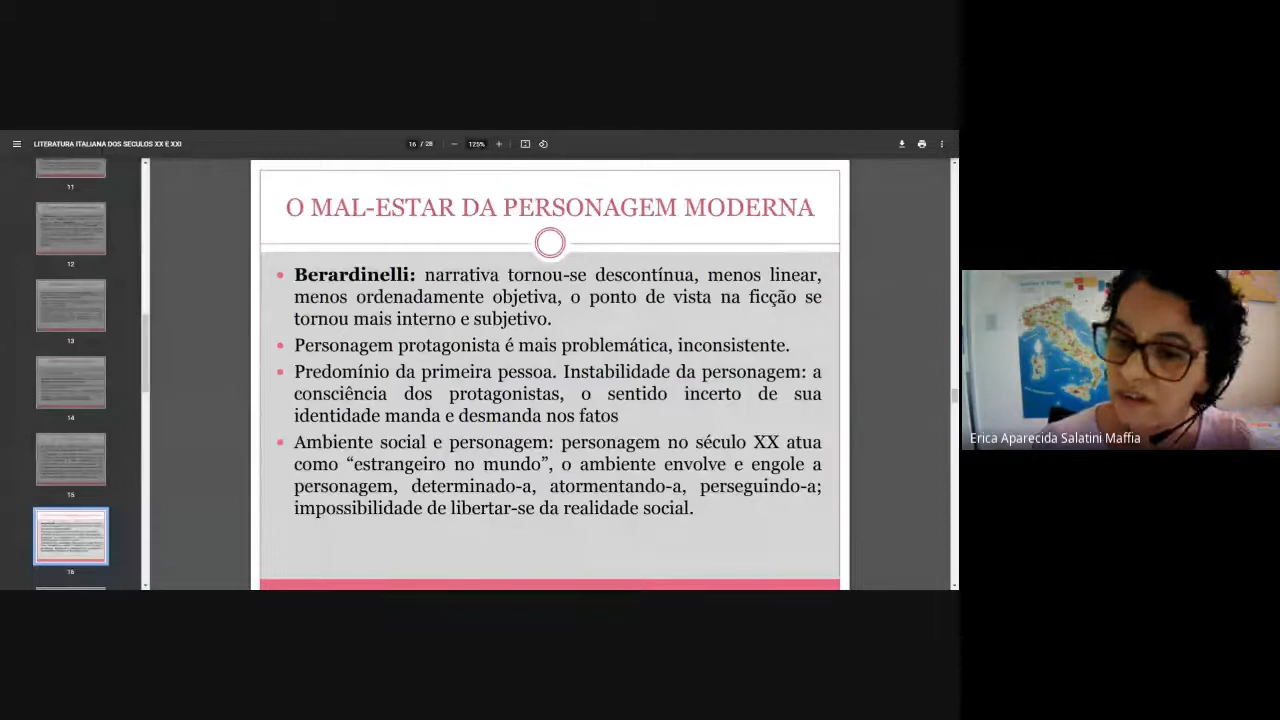 LITERATURA ITALIANA DOS SÉCULOS XX E XXI
16 / 28
125%
11
12
13
14
15
16
O MAL-ESTAR DA PERSONAGEM MODERNA
Berardinelli: narrativa tornou-se descontínua, menos linear,
menos ordenadamente objetiva, o ponto de vista na ficção se
tornou mais interno e subjetivo.
Personagem protagonista é mais problemática, inconsistente.
Predomínio da primeira pessoa. Instabilidade da personagem: a
consciência dos protagonistas, o sentido incerto de sua
identidade manda e desmanda nos fatos
Ambiente social e personagem: personagem no século XX atua
como “estrangeiro no mundo”, o ambiente envolve e engole a
personagem, determinado-a, atormentando-a, perseguindo-a;
impossibilidade de libertar-se da realidade social.
Erica Aparecida Salatini Maffia